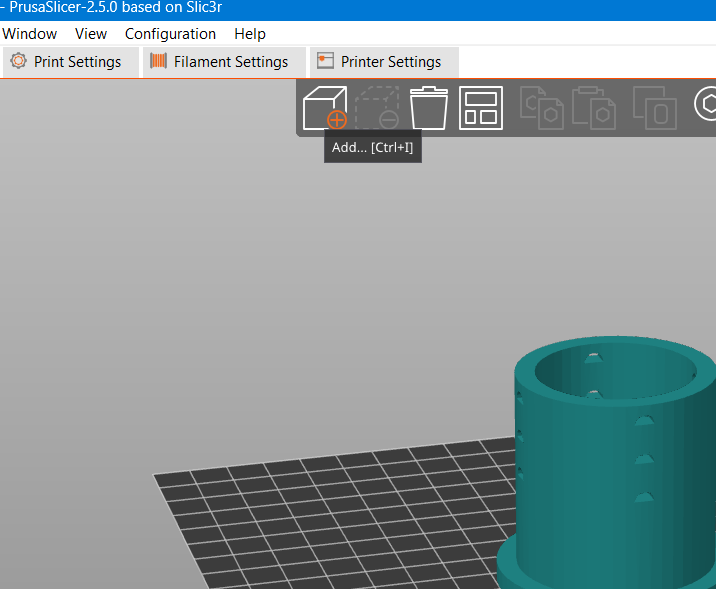 - PrusaSlicer-2.5.0 based on Slic3r
Window View Configuration Help
Print Settings Filament Settings Printer Settings
Add... [Ctrl+I]